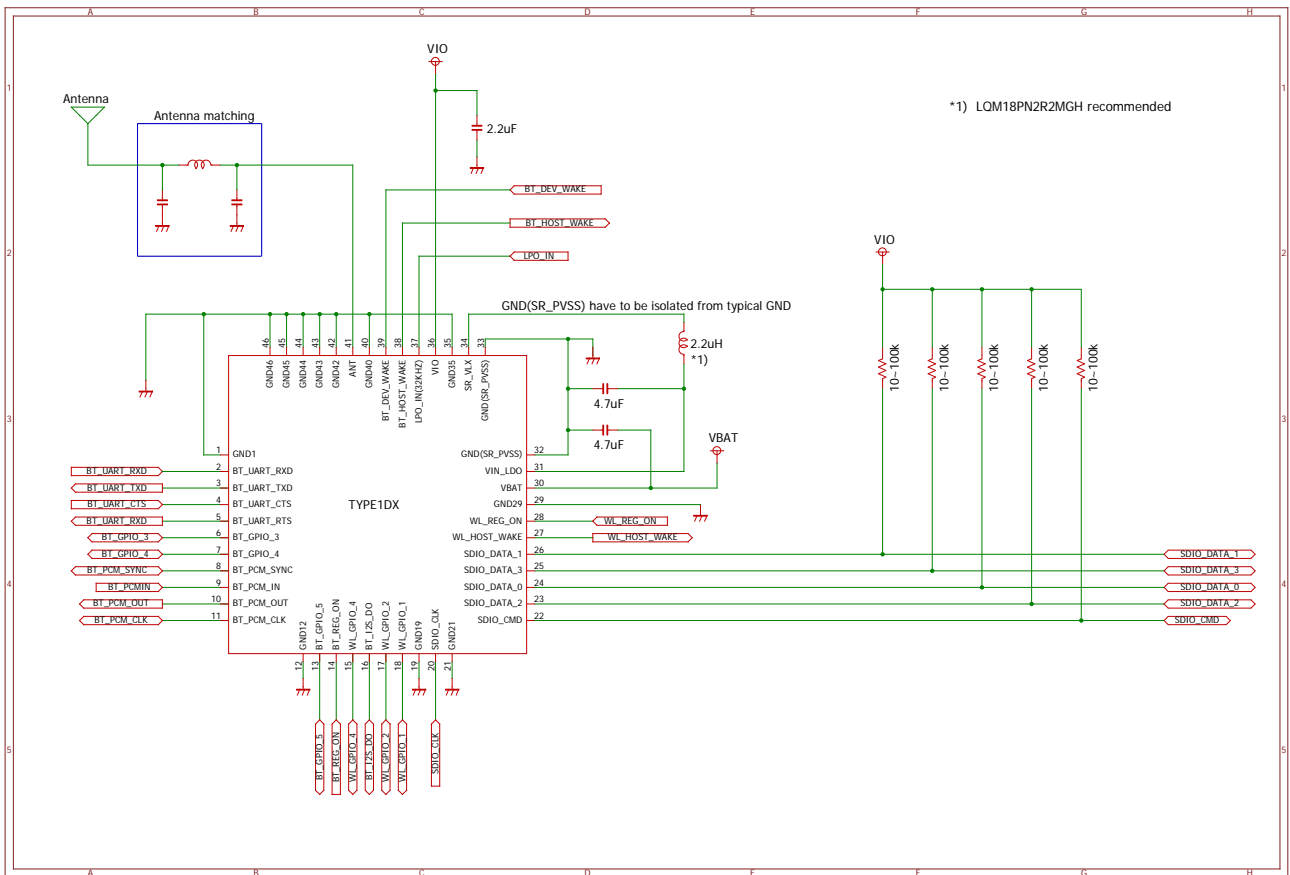 A B C D E F G H
1
2
3
4
5
1
2
3
4
5
A B C D E F G H
VIO
Antenna
Antenna matching
2.2uF
*1) LQM18PN2R2MGH recommended
BT_DEV_WAKE
BT_HOST_WAKE
LPO_IN
VIO
GND(SR_PVSS) have to be isolated from typical GND
2.2uH
*1)
10~100k
10~100k
10~100k
10~100k
10~100k
4.7uF
4.7uF
VBAT
46 GND46
45 GND45
44 GND44
43 GND43
42 GND42
41 ANT
40 GND40
39 BT_DEV_WAKE
38 BT_HOST_WAKE
37 LPO_IN(32KHZ)
36 VIO
35 GND35
34 SR_VLX
33 GND(SR_PVSS)
TYPE1DX
1 GND1
BT_UART_RXD 2 BT_UART_RXD
BT_UART_TXD 3 BT_UART_TXD
BT_UART_CTS 4 BT_UART_CTS
BT_UART_RXD 5 BT_UART_RTS
BT_GPIO_3 6 BT_GPIO_3
BT_GPIO_4 7 BT_GPIO_4
BT_PCM_SYNC 8 BT_PCM_SYNC
BT_PCMIN 9 BT_PCM_IN
BT_PCM_OUT 10 BT_PCM_OUT
BT_PCM_CLK 11 BT_PCM_CLK
GND(SR_PVSS) 32
VIN_LDO 31
VBAT 30
GND29 29
WL_REG_ON 28 WL_REG_ON
WL_HOST_WAKE 27 WL_HOST_WAKE
SDIO_DATA_1 26 SDIO_DATA_1
SDIO_DATA_3 25 SDIO_DATA_3
SDIO_DATA_0 24 SDIO_DATA_0
SDIO_DATA_2 23 SDIO_DATA_2
SDIO_CMD 22 SDIO_CMD
GND12 12
BT_GPIO_5 13 BT_GPIO_5
BT_REG_ON 14 BT_REG_ON
WL_GPIO_4 15 WL_GPIO_4
BT_I2S_DO 16 BT_I2S_DO
WL_GPIO_2 17 WL_GPIO_2
WL_GPIO_1 18 WL_GPIO_1
GND19 19
SDIO_CLK 20 SDIO_CLK
GND21 21